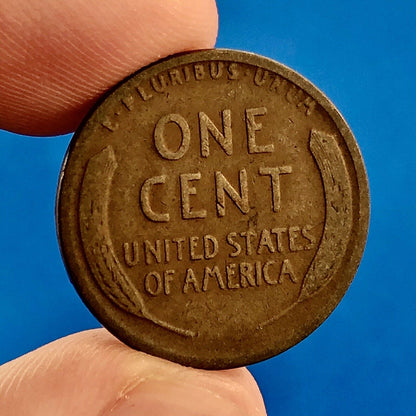 E · PLURIBUS · UNUM
ONE
CENT
UNITED STATES
OF AMERICA